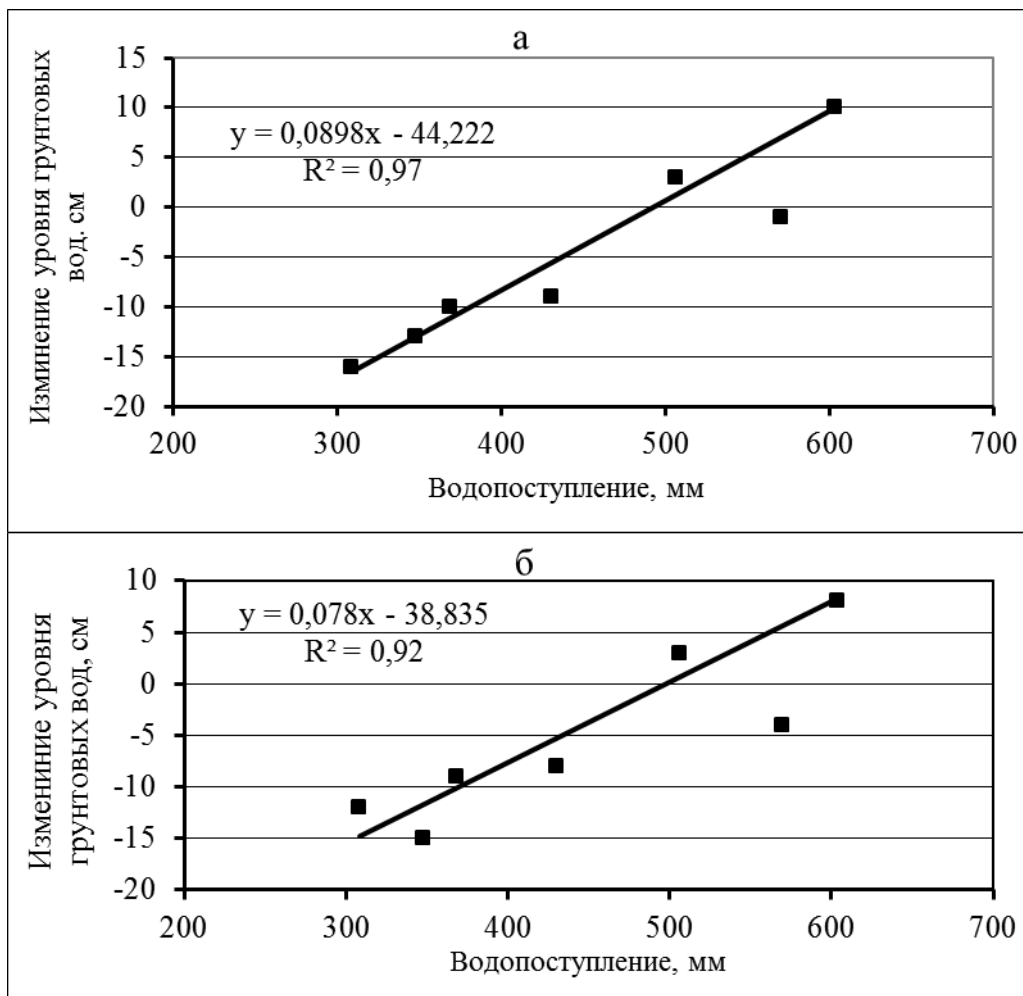 а
15
10
5
0
-5
-10
-15
-20
y = 0,0898x - 44,222
R² = 0,97
200 300 400 500 600 700
Изминение уровня грунтовых
вод. см
Водопоступление, мм
б
10
5
0
-5
-10
-15
-20
y = 0,078x - 38,835
R² = 0,92
200 300 400 500 600 700
Измениние уровня
грунтовых вод, см
Водопоступление, мм